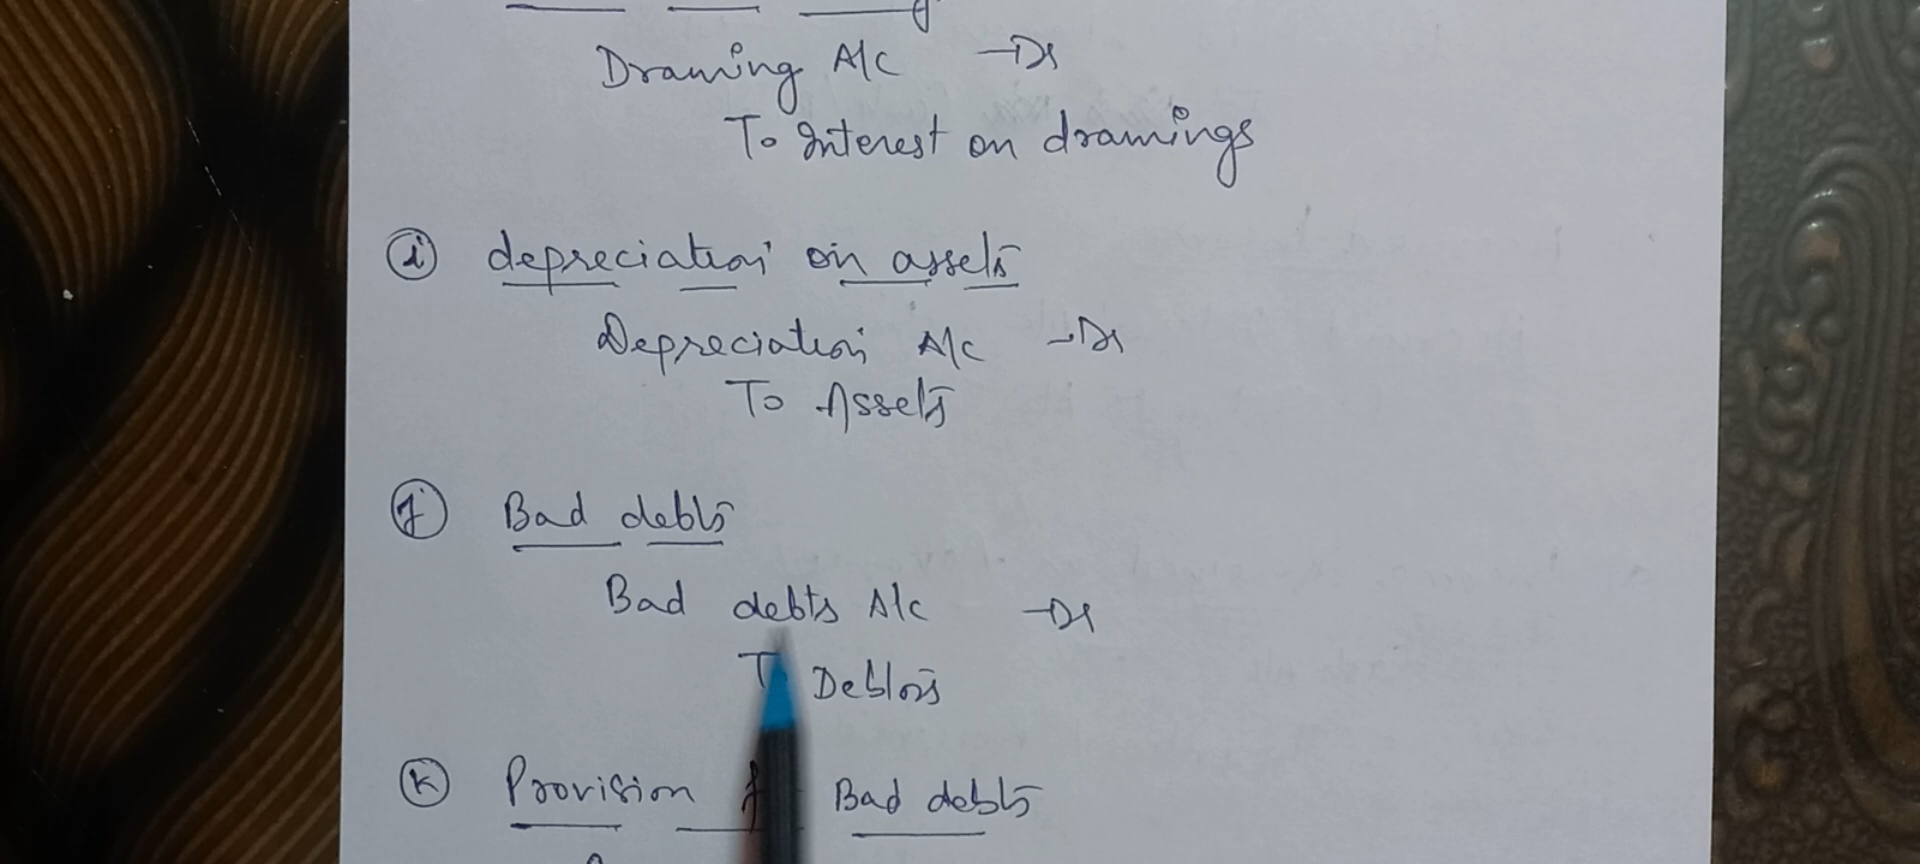 Drawing A/c -Dr
To Interest on drawings
(i) depreciation on assets
Depreciation A/c -Dr
To Assets
(j) Bad debts
Bad debts A/c -Dr
To Debtors
(k) Provision Bad debts